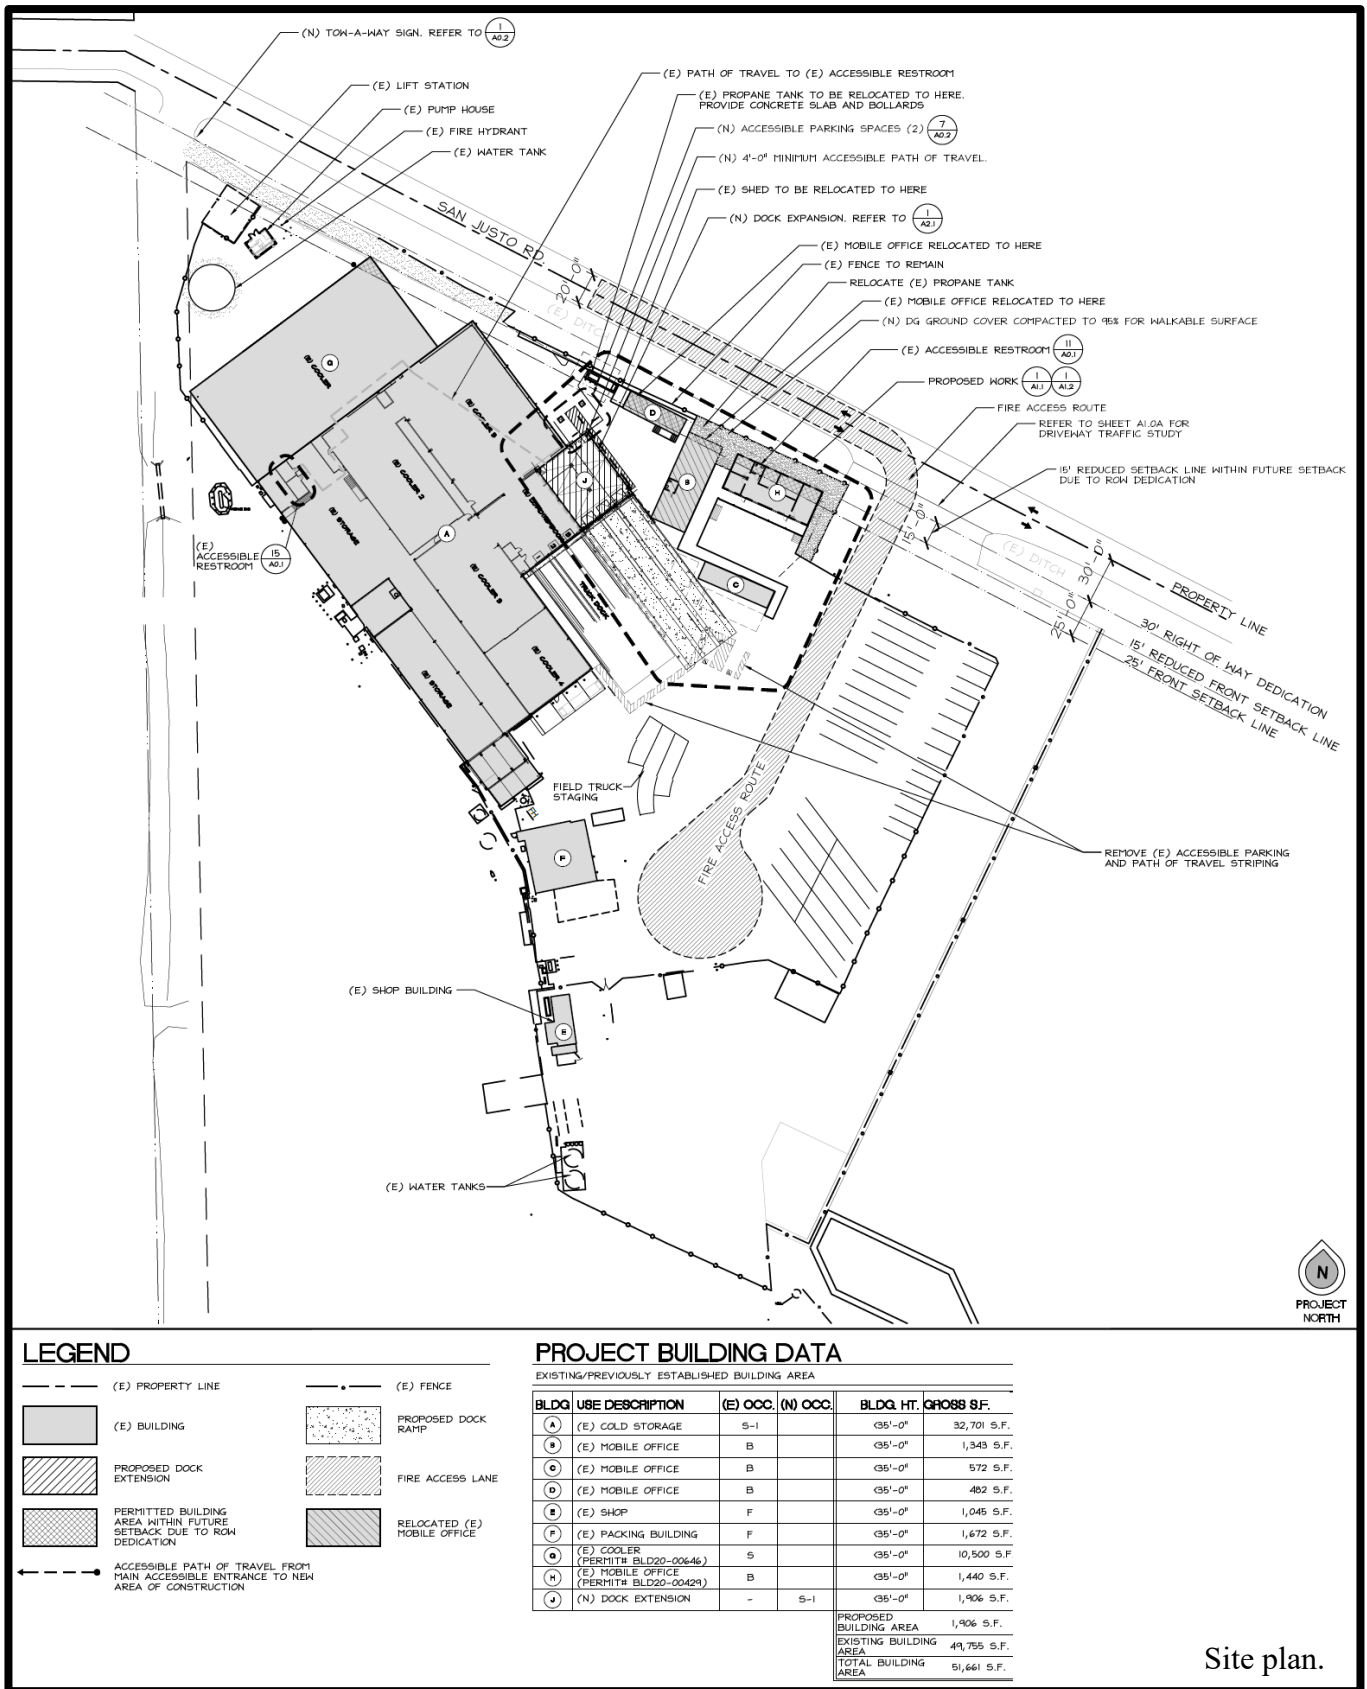 (N) TOW-A-WAY SIGN. REFER TO 1 A0.2
(E) LIFT STATION
(E) PUMP HOUSE
(E) FIRE HYDRANT
(E) WATER TANK
(E) PATH OF TRAVEL TO (E) ACCESSIBLE RESTROOM
(E) PROPANE TANK TO BE RELOCATED TO HERE.
PROVIDE CONCRETE SLAB AND BOLLARDS
(N) ACCESSIBLE PARKING SPACES (2) 7 A0.2
(N) 4'-0" MINIMUM ACCESSIBLE PATH OF TRAVEL.
(E) SHED TO BE RELOCATED TO HERE
(N) DOCK EXPANSION. REFER TO 1 A2.1
(E) MOBILE OFFICE RELOCATED TO HERE
(E) FENCE TO REMAIN
RELOCATE (E) PROPANE TANK
(E) MOBILE OFFICE RELOCATED TO HERE
(N) DG GROUND COVER COMPACTED TO 95% FOR WALKABLE SURFACE
(E) ACCESSIBLE RESTROOM 11 A0.1
PROPOSED WORK 1 A1.1 1 A1.2
FIRE ACCESS ROUTE
REFER TO SHEET A1.0A FOR
DRIVEWAY TRAFFIC STUDY
15' REDUCED SETBACK LINE WITHIN FUTURE SETBACK
DUE TO ROW DEDICATION
SAN JUSTO RD.
20'-0"
(E) DITCH
15'-0"
(E) DITCH
30'-0"
25'-0"
PROPERTY LINE
30' RIGHT OF WAY DEDICATION
15' REDUCED FRONT SETBACK LINE
25' FRONT SETBACK LINE
G
(E) COOLER
(E) COOLER 2
(E) STORAGE
A
(E) COOLER 3
TRUCK DOCK
(E) COOLER 4
(E) STORAGE
D
B
J
H
C
(E)
ACCESSIBLE
RESTROOM
15 A0.1
FIELD TRUCK
STAGING
F
FIRE ACCESS ROUTE
REMOVE (E) ACCESSIBLE PARKING
AND PATH OF TRAVEL STRIPING
(E) SHOP BUILDING
E
(E) WATER TANKS
N
PROJECT
NORTH
LEGEND
(E) PROPERTY LINE
(E) FENCE
(E) BUILDING
PROPOSED DOCK
RAMP
PROPOSED DOCK
EXTENSION
FIRE ACCESS LANE
PERMITTED BUILDING
AREA WITHIN FUTURE
SETBACK DUE TO ROW
DEDICATION
RELOCATED (E)
MOBILE OFFICE
ACCESSIBLE PATH OF TRAVEL FROM
MAIN ACCESSIBLE ENTRANCE TO NEW
AREA OF CONSTRUCTION
PROJECT BUILDING DATA
EXISTING/PREVIOUSLY ESTABLISHED BUILDING AREA
BLDG USE DESCRIPTION (E) OCC. (N) OCC. BLDG. HT. GROSS S.F.
A (E) COLD STORAGE S-1 <35'-0" 32,701 S.F.
B (E) MOBILE OFFICE B <35'-0" 1,343 S.F.
C (E) MOBILE OFFICE B <35'-0" 572 S.F.
D (E) MOBILE OFFICE B <35'-0" 482 S.F.
E (E) SHOP F <35'-0" 1,045 S.F.
F (E) PACKING BUILDING F <35'-0" 1,672 S.F.
G (E) COOLER (PERMIT# BLD20-00646) S <35'-0" 10,500 S.F
H (E) MOBILE OFFICE (PERMIT# BLD20-00429) B <35'-0" 1,440 S.F.
J (N) DOCK EXTENSION - S-1 <35'-0" 1,906 S.F.
PROPOSED BUILDING AREA 1,906 S.F.
EXISTING BUILDING AREA 49,755 S.F.
TOTAL BUILDING AREA 51,661 S.F.
Site plan.